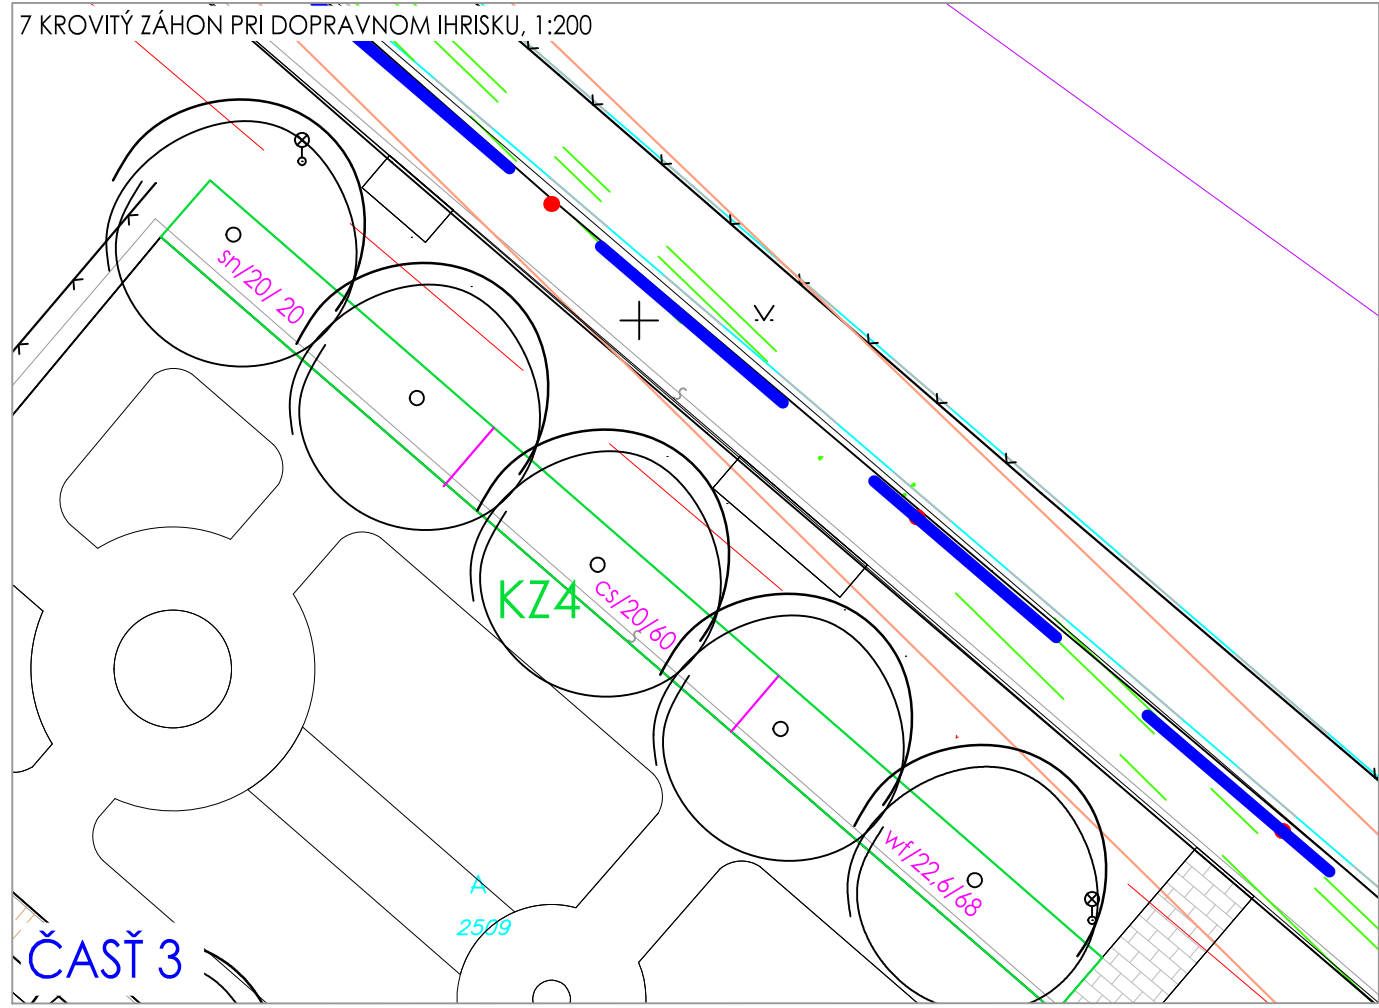 7 KROVITÝ ZÁHON PRI DOPRAVNOM IHRISKU, 1:200
sn/20/ 20
KZ4
cs/20/60
wf/22,6/68
A
2509
ČASŤ 3